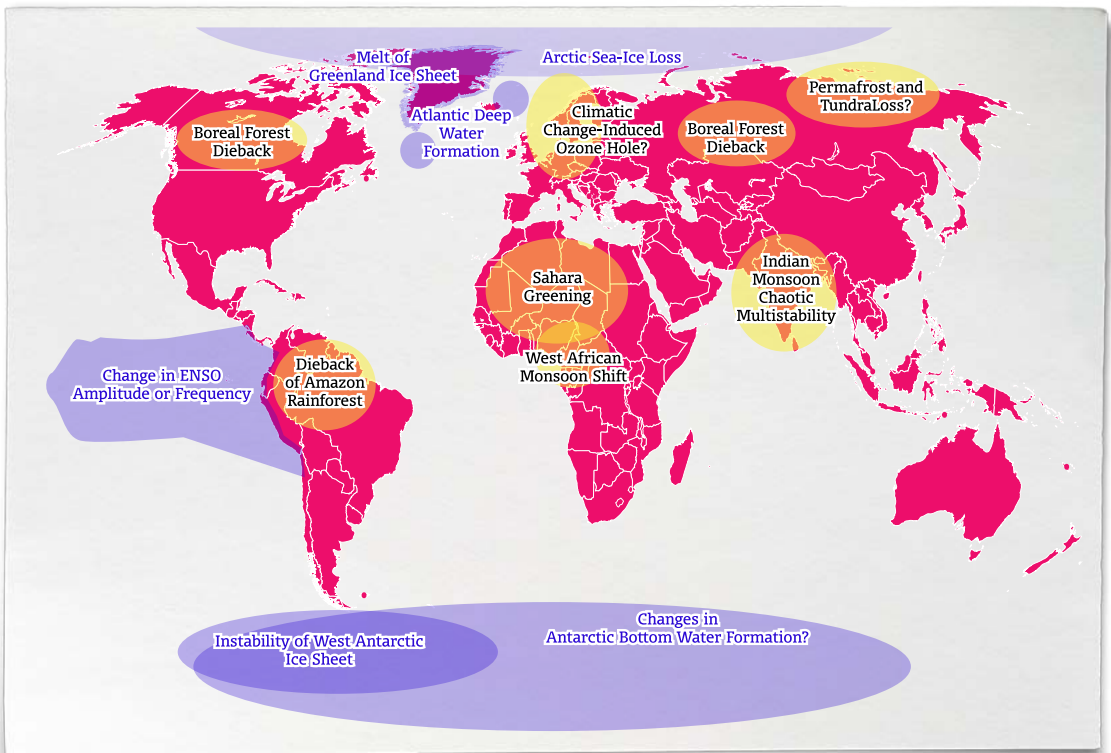 Melt of
Greenland Ice Sheet
Arctic Sea-Ice Loss
Permafrost and
TundraLoss?
Atlantic Deep
Water
Formation
Climatic
Change-Induced
Ozone Hole?
Boreal Forest
Dieback
Boreal Forest
Dieback
Sahara
Greening
Indian
Monsoon
Chaotic
Multistability
West African
Monsoon Shift
Change in ENSO
Amplitude or Frequency
Dieback
of Amazon
Rainforest
Instability of West Antarctic
Ice Sheet
Changes in
Antarctic Bottom Water Formation?